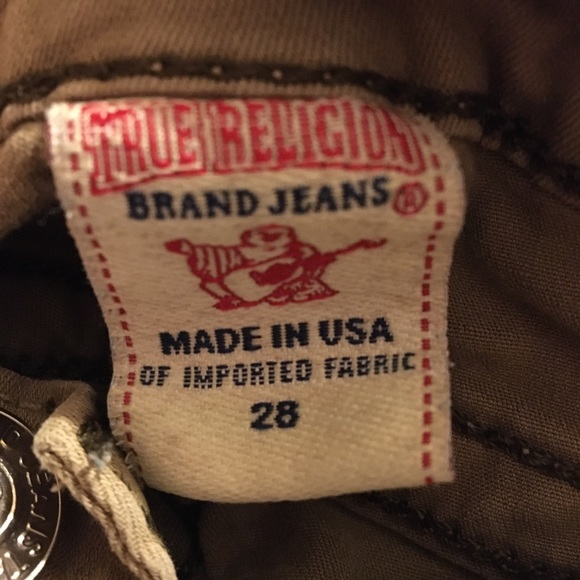 TRUE RELIGION
BRAND JEANS ®
MADE IN USA
OF IMPORTED FABRIC
28